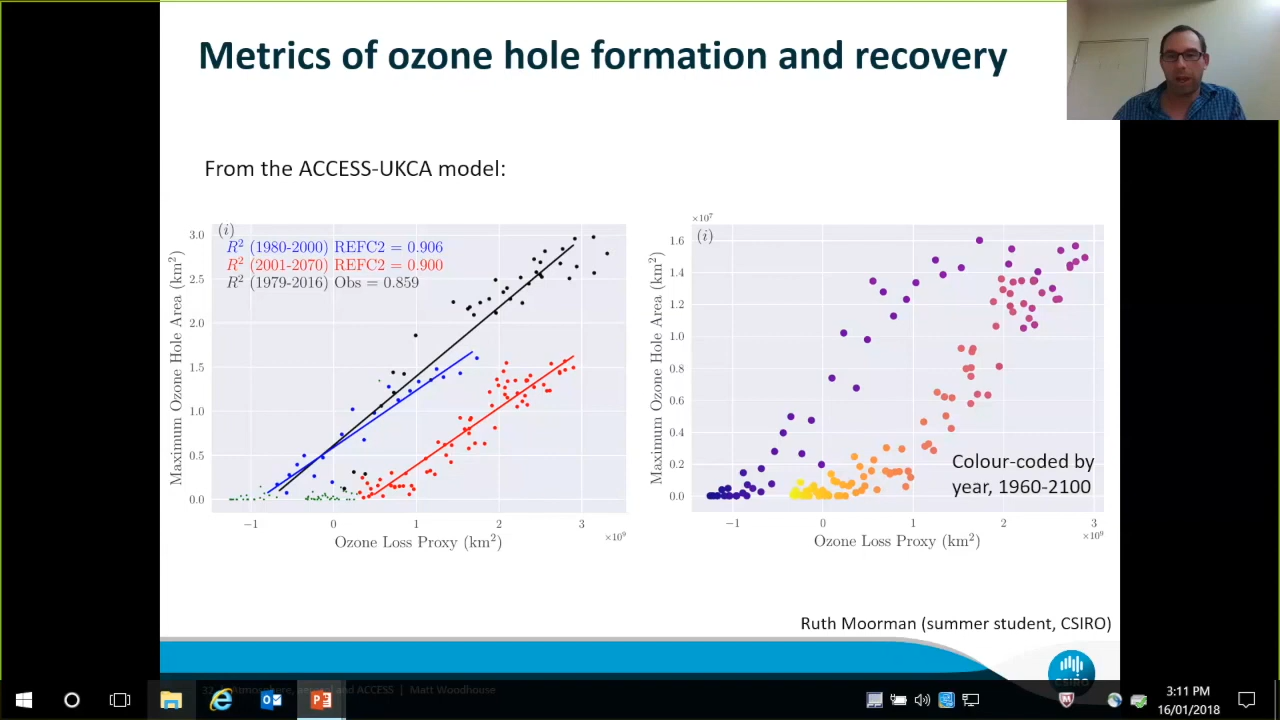 Metrics of ozone hole formation and recovery
From the ACCESS-UKCA model:
(i)
R² (1980-2000) REFC2 = 0.906
R² (2001-2070) REFC2 = 0.900
R² (1979-2016) Obs = 0.859
Maximum Ozone Hole Area (km²)
3.0
2.5
2.0
1.5
1.0
0.5
0.0
−1 0 1 2 3
×10⁹
Ozone Loss Proxy (km²)
×10⁷
(i)
Maximum Ozone Hole Area (km²)
1.6
1.4
1.2
1.0
0.8
0.6
0.4
0.2
0.0
Colour-coded by
year, 1960-2100
−1 0 1 2 3
×10⁹
Ozone Loss Proxy (km²)
Ruth Moorman (summer student, CSIRO)
CSIRO
and ACCESS | Matt Woodhouse
3:11 PM
16/01/2018